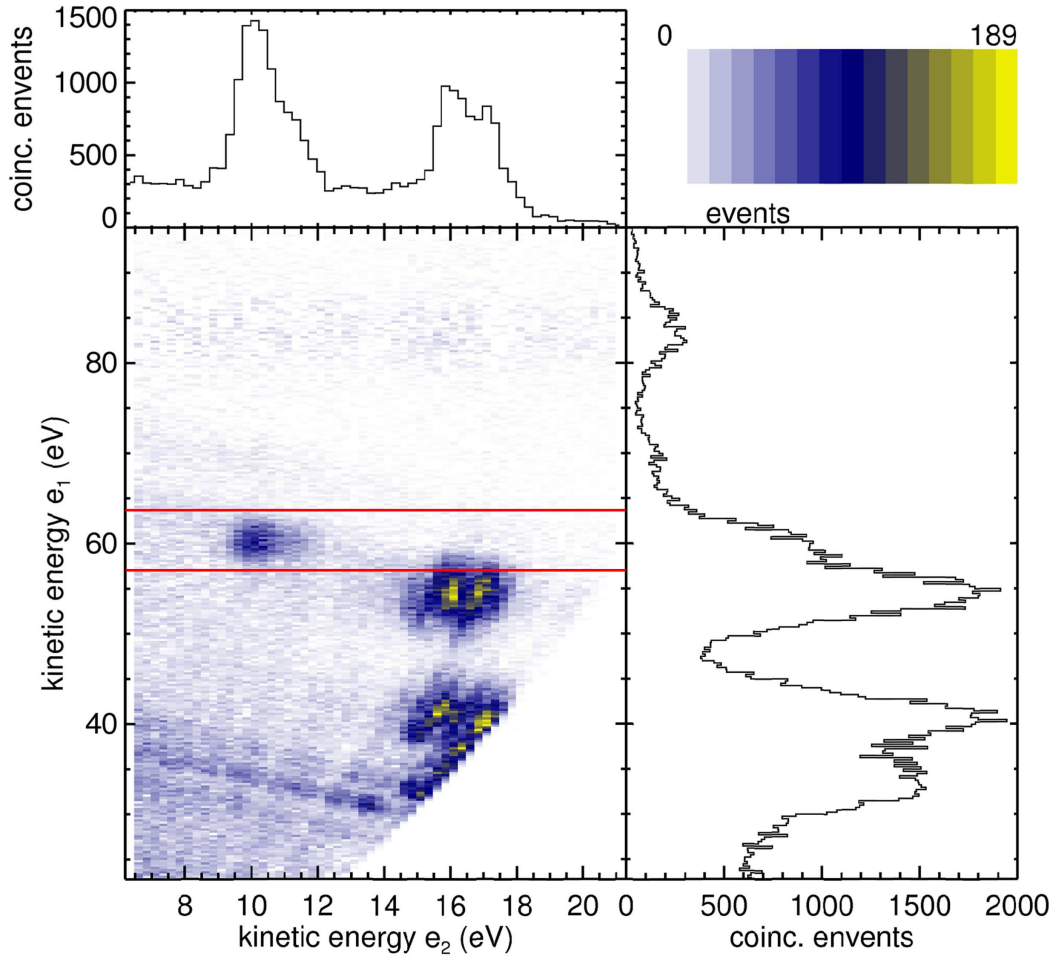 1500
1000
500
0
coinc. envents
0 189
events
80
60
40
kinetic energy e1 (eV)
8 10 12 14 16 18 20
kinetic energy e2 (eV)
0 500 1000 1500 2000
coinc. envents